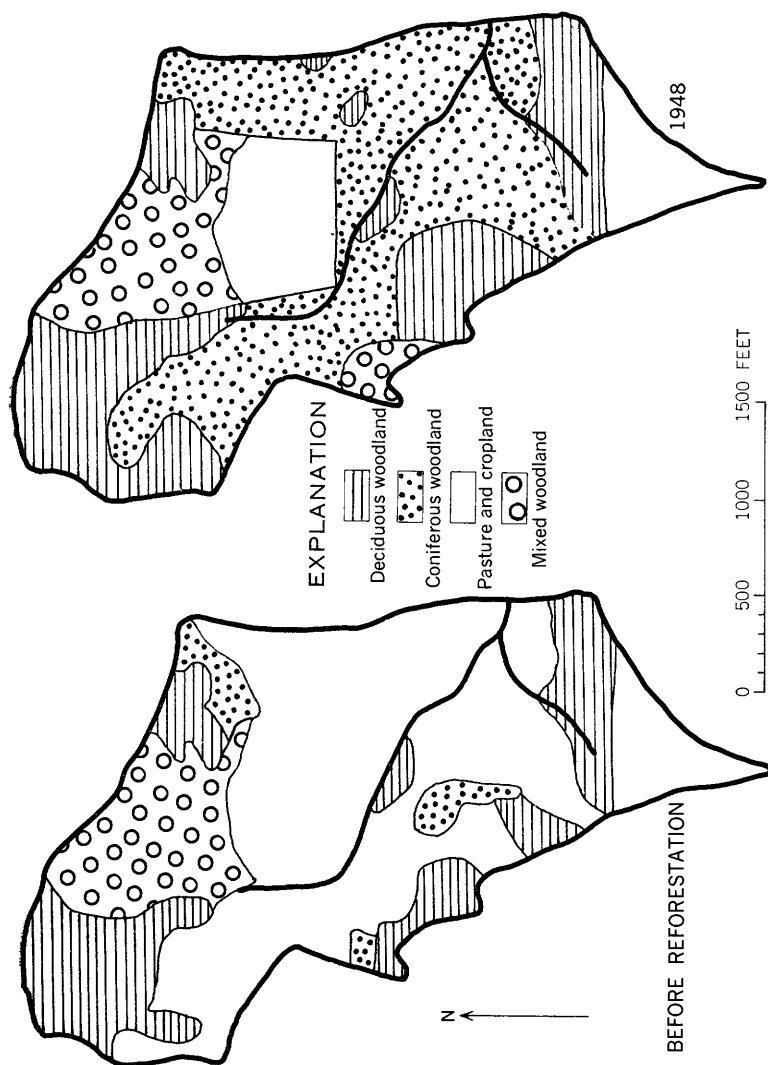 1948
EXPLANATION
Deciduous woodland
Coniferous woodland
Pasture and cropland
Mixed woodland
0 500 1000 1500 FEET
N
BEFORE REFORESTATION